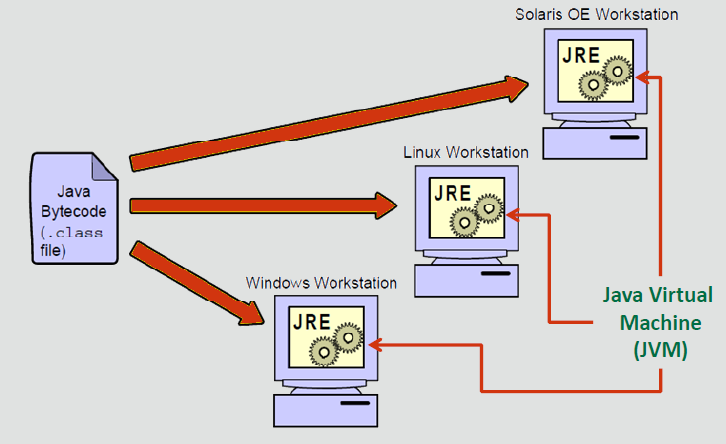 Solaris OE Workstation
JRE
Linux Workstation
JRE
Java
Bytecode
(.class
file)
Windows Workstation
JRE
Java Virtual
Machine
(JVM)